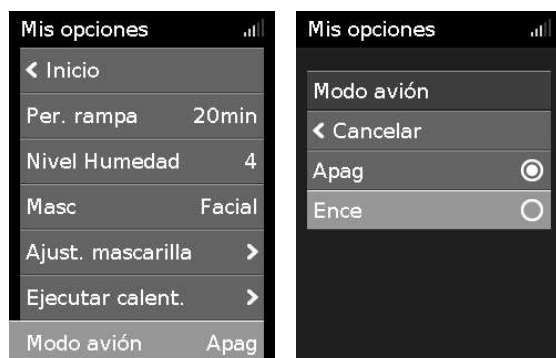 Mis opciones
< Inicio
Per. rampa 20min
Nivel Humedad 4
Masc Facial
Ajust. mascarilla >
Ejecutar calent. >
Modo avión Apag
Mis opciones
Modo avión
< Cancelar
Apag
Ence